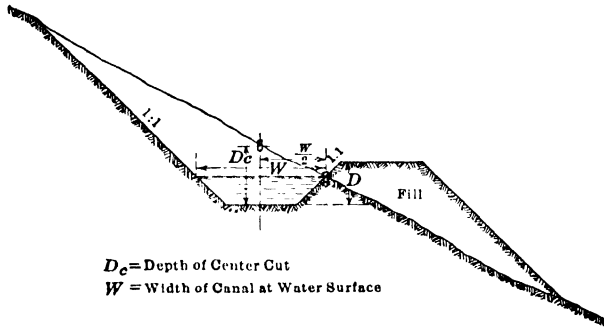 1:1
W/2
1:1
Dc
W
D
Fill
Dc=Depth of Center Cut
W = Width of Canal at Water Surface